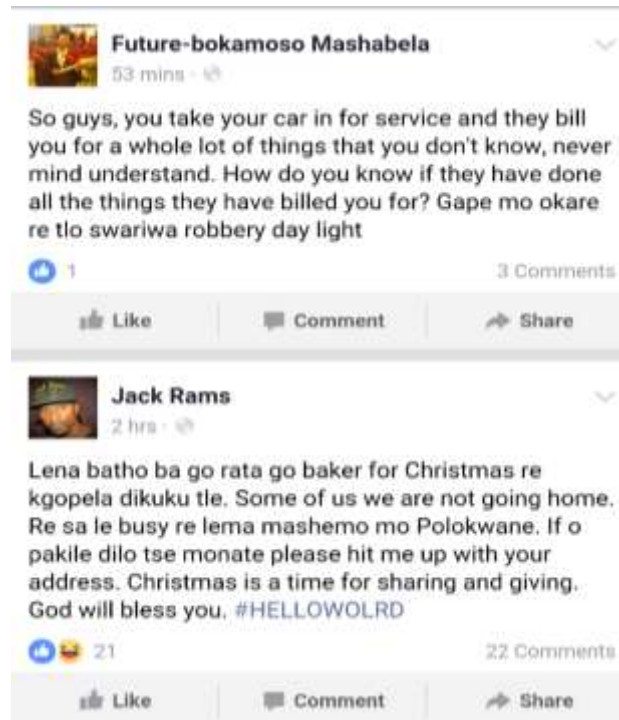 Future-bokamoso Mashabela
53 mins
So guys, you take your car in for service and they bill
you for a whole lot of things that you don't know, never
mind understand. How do you know if they have done
all the things they have billed you for? Gape mo okare
re tlo swariwa robbery day light
1 3 Comments
Like Comment Share
Jack Rams
2 hrs
Lena batho ba go rata go baker for Christmas re
kgopela dikuku tle. Some of us we are not going home.
Re sa le busy re lema mashemo mo Polokwane. If o
pakile dilo tse monate please hit me up with your
address. Christmas is a time for sharing and giving.
God will bless you. #HELLOWOLRD
21 22 Comments
Like Comment Share